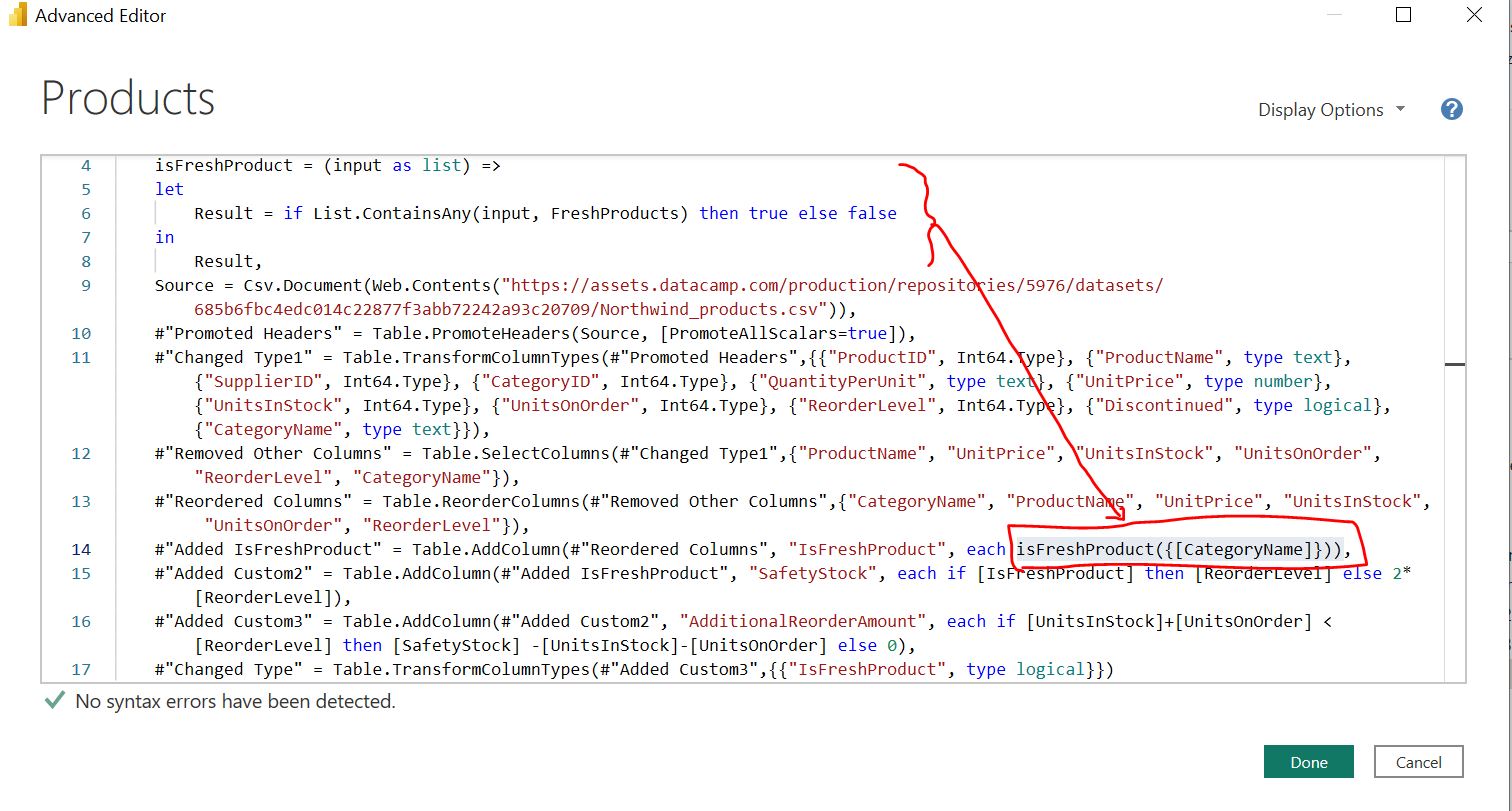 Advanced Editor
Products
Display Options
?
4 isFreshProduct = (input as list) =>
5 let
6 Result = if List.ContainsAny(input, FreshProducts) then true else false
7 in
8 Result,
9 Source = Csv.Document(Web.Contents("https://assets.datacamp.com/production/repositories/5976/datasets/
685b6fbc4edc014c22877f3abb72242a93c20709/Northwind_products.csv")),
10 #"Promoted Headers" = Table.PromoteHeaders(Source, [PromoteAllScalars=true]),
11 #"Changed Type1" = Table.TransformColumnTypes(#"Promoted Headers",{{"ProductID", Int64.Type}, {"ProductName", type text},
{"SupplierID", Int64.Type}, {"CategoryID", Int64.Type}, {"QuantityPerUnit", type text}, {"UnitPrice", type number},
{"UnitsInStock", Int64.Type}, {"UnitsOnOrder", Int64.Type}, {"ReorderLevel", Int64.Type}, {"Discontinued", type logical},
{"CategoryName", type text}}),
12 #"Removed Other Columns" = Table.SelectColumns(#"Changed Type1",{"ProductName", "UnitPrice", "UnitsInStock", "UnitsOnOrder",
"ReorderLevel", "CategoryName"}),
13 #"Reordered Columns" = Table.ReorderColumns(#"Removed Other Columns",{"CategoryName", "ProductName", "UnitPrice", "UnitsInStock",
"UnitsOnOrder", "ReorderLevel"}),
14 #"Added IsFreshProduct" = Table.AddColumn(#"Reordered Columns", "IsFreshProduct", each isFreshProduct({[CategoryName]})),
15 #"Added Custom2" = Table.AddColumn(#"Added IsFreshProduct", "SafetyStock", each if [IsFreshProduct] then [ReorderLevel] else 2*
[ReorderLevel]),
16 #"Added Custom3" = Table.AddColumn(#"Added Custom2", "AdditionalReorderAmount", each if [UnitsInStock]+[UnitsOnOrder] <
[ReorderLevel] then [SafetyStock] -[UnitsInStock]-[UnitsOnOrder] else 0),
17 #"Changed Type" = Table.TransformColumnTypes(#"Added Custom3",{{"IsFreshProduct", type logical}})
No syntax errors have been detected.
Done
Cancel